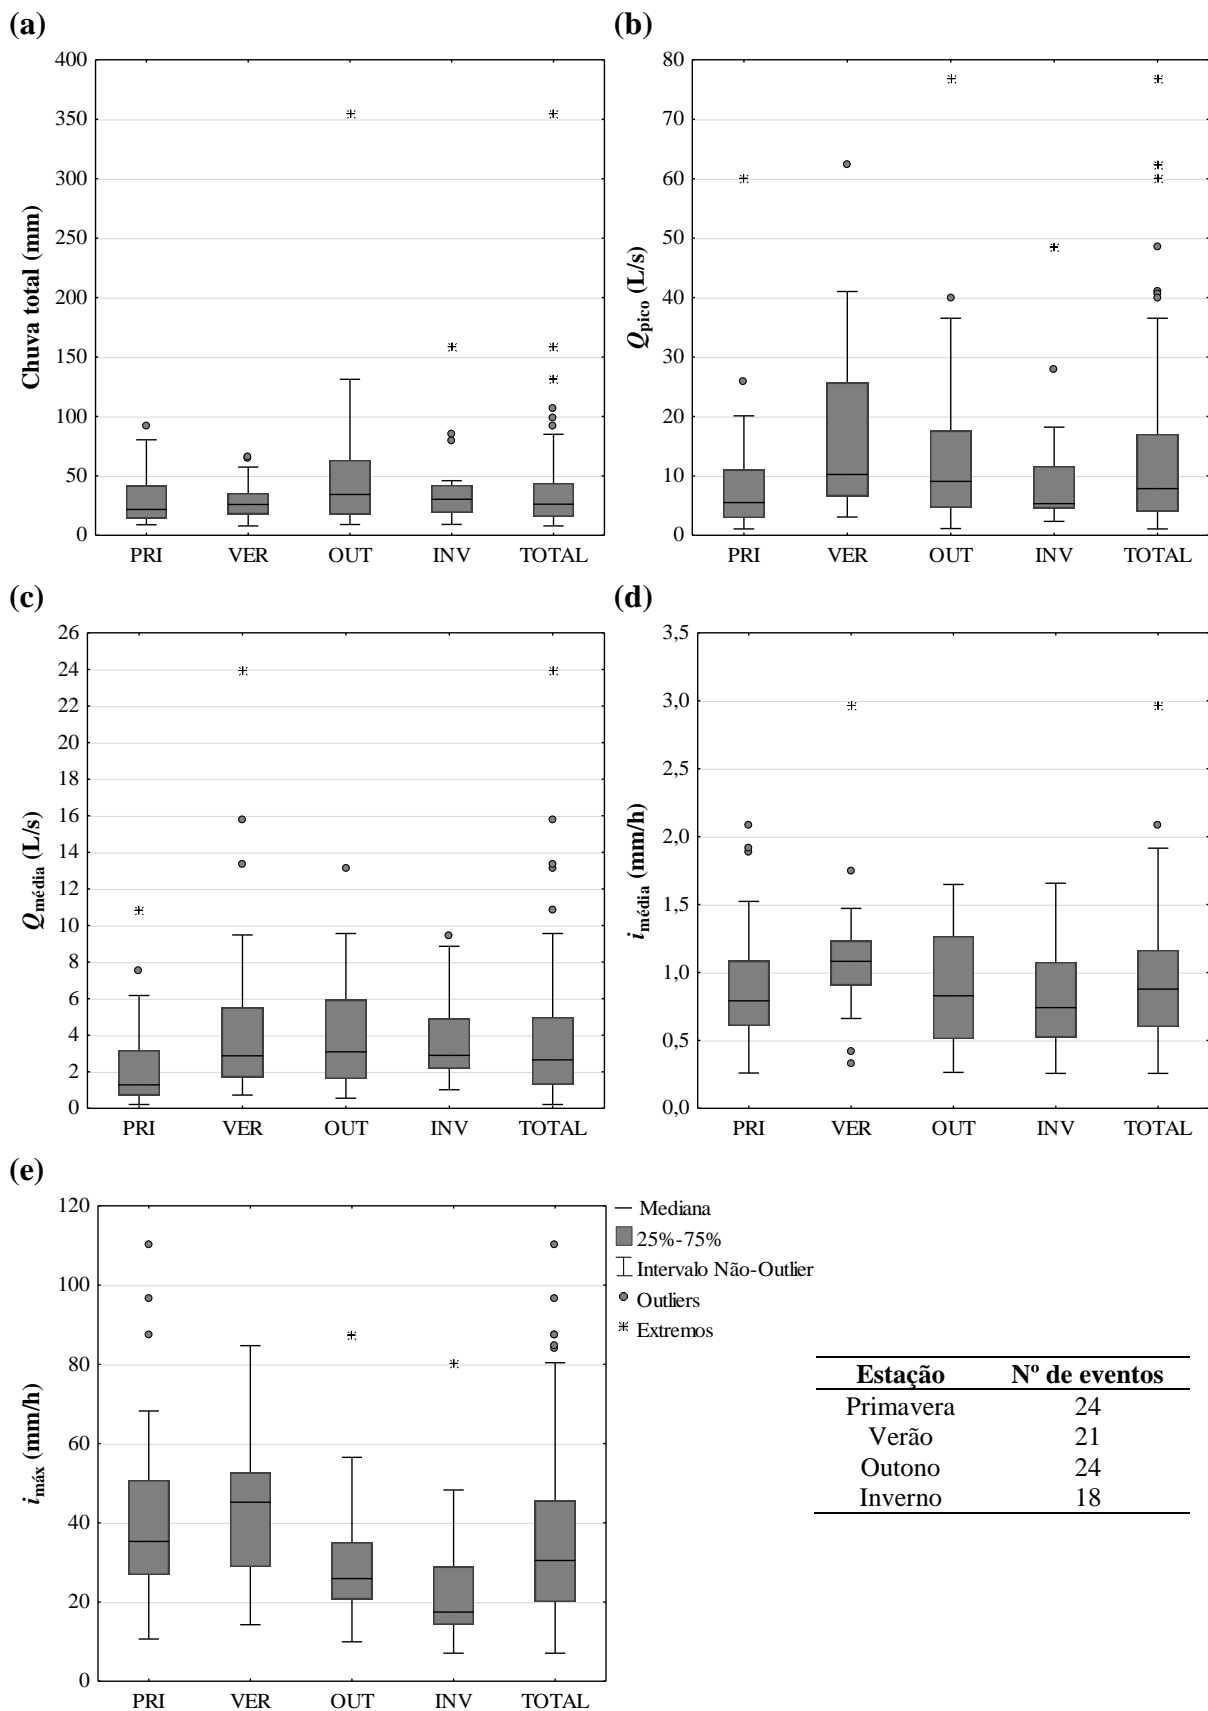 (a)
Chuva total (mm)
400
350
300
250
200
150
100
50
0
PRI VER OUT INV TOTAL
(b)
Qpico (L/s)
80
70
60
50
40
30
20
10
0
PRI VER OUT INV TOTAL
(c)
Qmédia (L/s)
26
24
22
20
18
16
14
12
10
8
6
4
2
0
PRI VER OUT INV TOTAL
(d)
imédia (mm/h)
3,5
3,0
2,5
2,0
1,5
1,0
0,5
0,0
PRI VER OUT INV TOTAL
(e)
imáx (mm/h)
120
100
80
60
40
20
0
PRI VER OUT INV TOTAL
Mediana
25%-75%
Intervalo Não-Outlier
Outliers
Extremos
Estação Nº de eventos
Primavera 24
Verão 21
Outono 24
Inverno 18